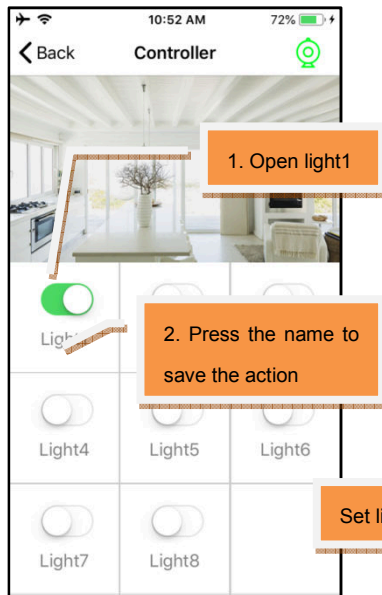 10:52 AM
72%
Back
Controller
1. Open light1
2. Press the name to
save the action
Light4
Light5
Light6
Set
Light7
Light8